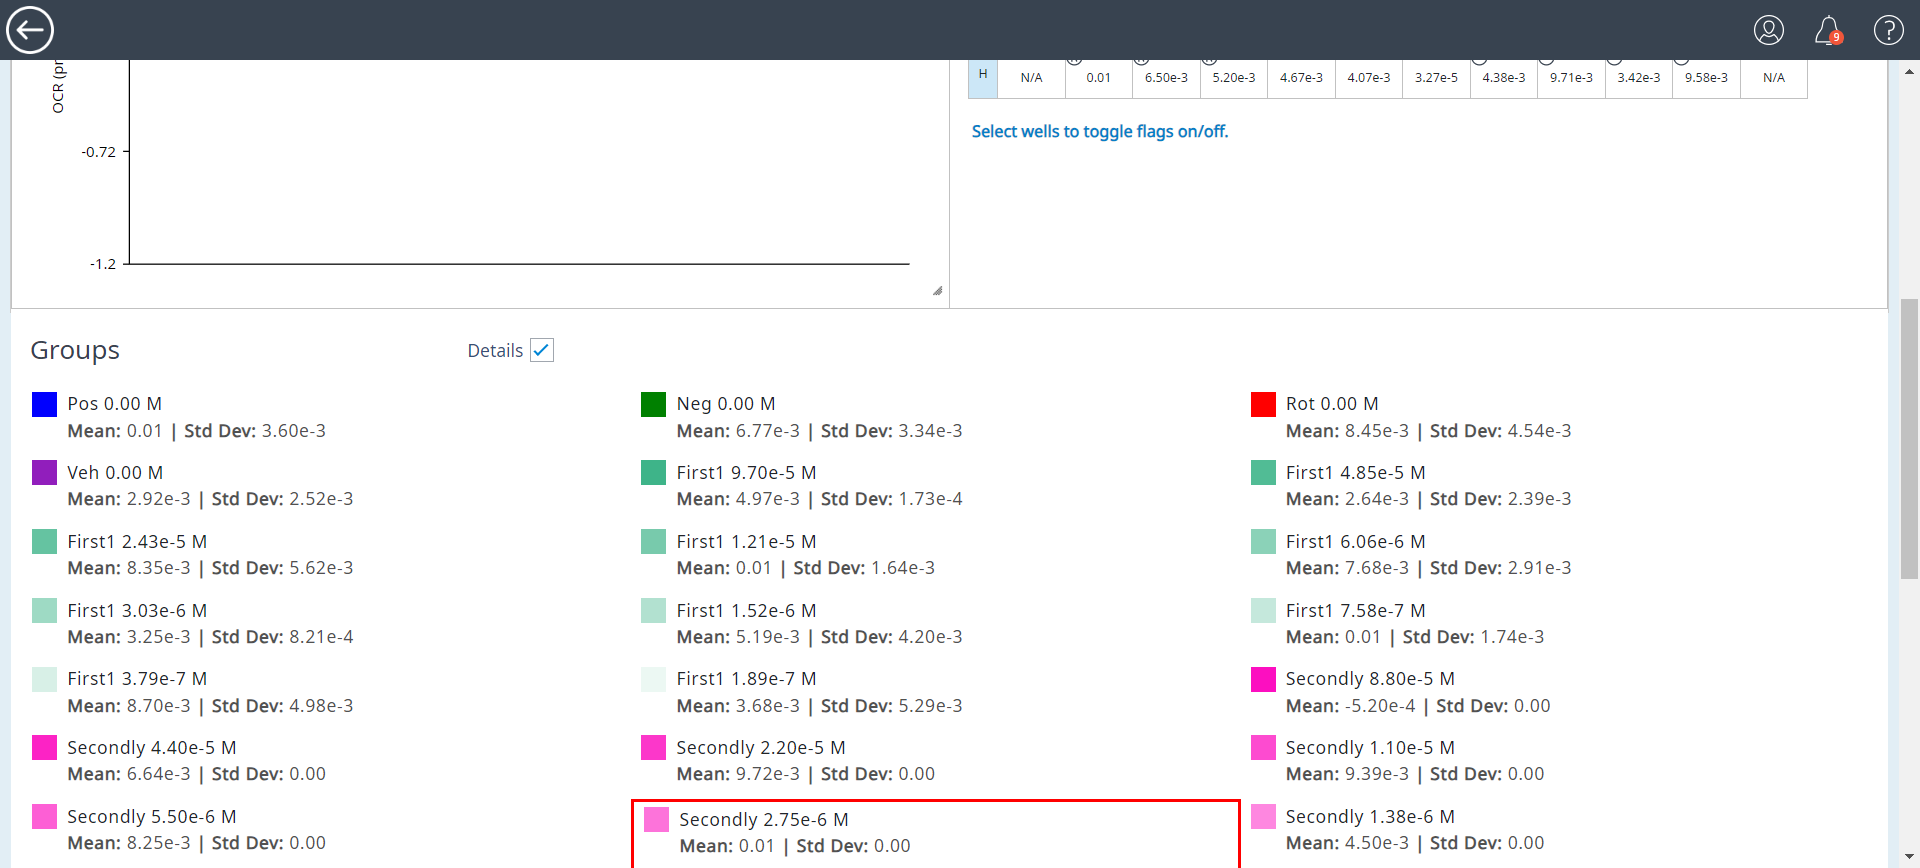 9
?
OCR (pr
-0.72
-1.2
H N/A 0.01 6.50e-3 5.20e-3 4.67e-3 4.07e-3 3.27e-5 4.38e-3 9.71e-3 3.42e-3 9.58e-3 N/A
Select wells to toggle flags on/off.
Groups
Details
Pos 0.00 M
Mean: 0.01 | Std Dev: 3.60e-3
Neg 0.00 M
Mean: 6.77e-3 | Std Dev: 3.34e-3
Rot 0.00 M
Mean: 8.45e-3 | Std Dev: 4.54e-3
Veh 0.00 M
Mean: 2.92e-3 | Std Dev: 2.52e-3
First1 9.70e-5 M
Mean: 4.97e-3 | Std Dev: 1.73e-4
First1 4.85e-5 M
Mean: 2.64e-3 | Std Dev: 2.39e-3
First1 2.43e-5 M
Mean: 8.35e-3 | Std Dev: 5.62e-3
First1 1.21e-5 M
Mean: 0.01 | Std Dev: 1.64e-3
First1 6.06e-6 M
Mean: 7.68e-3 | Std Dev: 2.91e-3
First1 3.03e-6 M
Mean: 3.25e-3 | Std Dev: 8.21e-4
First1 1.52e-6 M
Mean: 5.19e-3 | Std Dev: 4.20e-3
First1 7.58e-7 M
Mean: 0.01 | Std Dev: 1.74e-3
First1 3.79e-7 M
Mean: 8.70e-3 | Std Dev: 4.98e-3
First1 1.89e-7 M
Mean: 3.68e-3 | Std Dev: 5.29e-3
Secondly 8.80e-5 M
Mean: -5.20e-4 | Std Dev: 0.00
Secondly 4.40e-5 M
Mean: 6.64e-3 | Std Dev: 0.00
Secondly 2.20e-5 M
Mean: 9.72e-3 | Std Dev: 0.00
Secondly 1.10e-5 M
Mean: 9.39e-3 | Std Dev: 0.00
Secondly 5.50e-6 M
Mean: 8.25e-3 | Std Dev: 0.00
Secondly 2.75e-6 M
Mean: 0.01 | Std Dev: 0.00
Secondly 1.38e-6 M
Mean: 4.50e-3 | Std Dev: 0.00